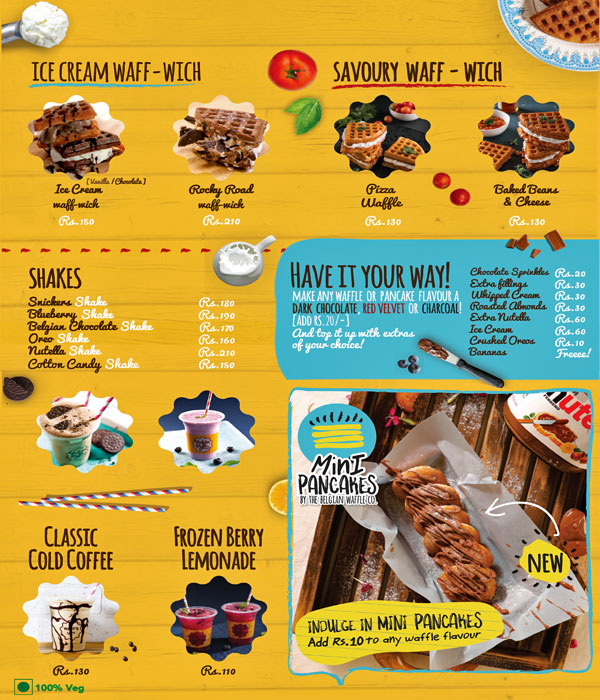 ICE CREAM WAFF-WICH
[Vanilla / Chocolate]
Ice Cream
waff-wich
Rs.150
Rocky Road
waff-wich
Rs.210
SAVOURY WAFF - WICH
Pizza
Waffle
Rs.130
Baked Beans
& Cheese
Rs.130
SHAKES
Snickers Shake Rs.180
Blueberry Shake Rs.190
Belgian Chocolate Shake Rs.170
Oreo Shake Rs.160
Nutella Shake Rs.210
Cotton Candy Shake Rs.150
HAVE IT YOUR WAY!
MAKE ANY WAFFLE OR PANCAKE FLAVOUR A
DARK CHOCOLATE, RED VELVET OR CHARCOAL!
[ADD RS.20/-]
And top it up with extras
of your choice!
Chocolate Sprinkles Rs.20
Extra fillings Rs.30
Whipped Cream Rs.30
Roasted Almonds Rs.30
Extra Nutella Rs.60
Ice Cream Rs.60
Crushed Oreos Rs.10
Bananas Freeee!
CLASSIC
COLD COFFEE
Rs.130
FROZEN BERRY
LEMONADE
Rs.110
100% Veg
MINI
PANCAKES
BY THE BELGIAN WAFFLE CO.
nute
NEW
INDULGE IN MINI PANCAKES
Add Rs.10 to any waffle flavour